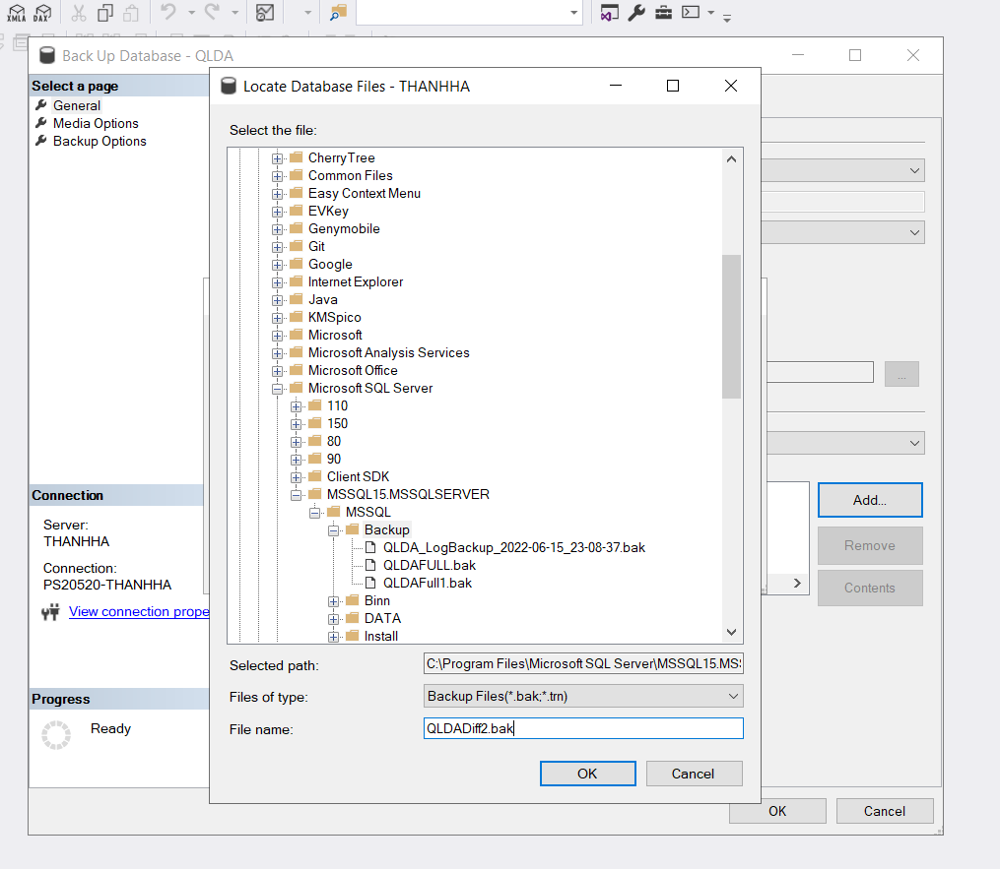 XMLA DAX
Back Up Database - QLDA
Select a page
General
Media Options
Backup Options
Locate Database Files - THANHHA
Select the file:
CherryTree
Common Files
Easy Context Menu
EVKey
Genymobile
Git
Google
Internet Explorer
Java
KMSpico
Microsoft
Microsoft Analysis Services
Microsoft Office
Microsoft SQL Server
110
150
80
90
Client SDK
MSSQL15.MSSQLSERVER
MSSQL
Backup
QLDA_LogBackup_2022-06-15_23-08-37.bak
QLDAFULL.bak
QLDAFull1.bak
Binn
DATA
Install
Selected path:
C:\Program Files\Microsoft SQL Server\MSSQL15.MSS
Files of type:
Backup Files(*.bak;*.trn)
File name:
QLDADiff2.bak
OK
Cancel
...
Add...
Remove
Contents
Connection
Server:
THANHHA
Connection:
PS20520-THANHHA
View connection prope
Progress
Ready
OK
Cancel